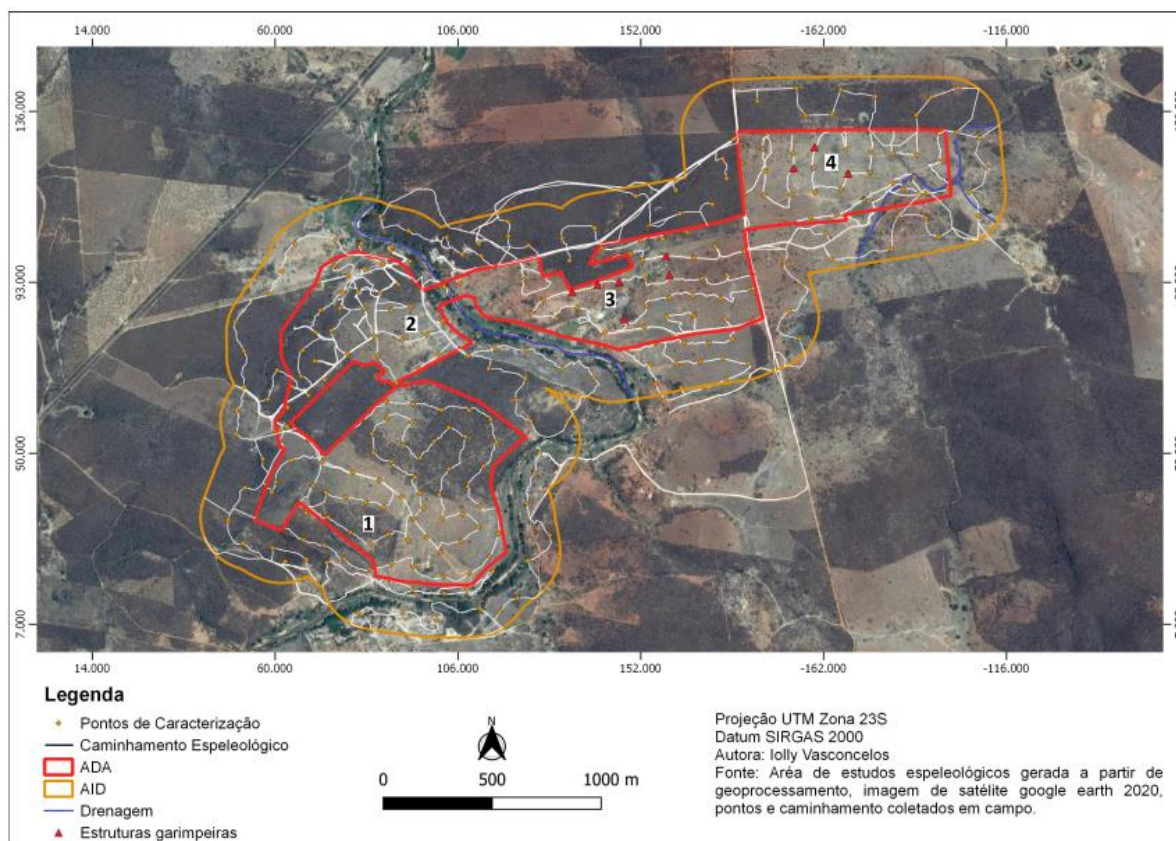 14.000 60.000 106.000 152.000 -162.000 -116.000
136.000
93.000
50.000
7.000
4
3
2
1
14.000 60.000 106.000 152.000 -162.000 -116.000
Legenda
Pontos de Caracterização
Caminhamento Espeleológico
ADA
AID
Drenagem
Estruturas garimpeiras
N
0 500 1000 m
Projeção UTM Zona 23S
Datum SIRGAS 2000
Autora: Iolly Vasconcelos
Fonte: Aréa de estudos espeleológicos gerada a partir de
geoprocessamento, imagem de satélite google earth 2020,
pontos e caminhamento coletados em campo.